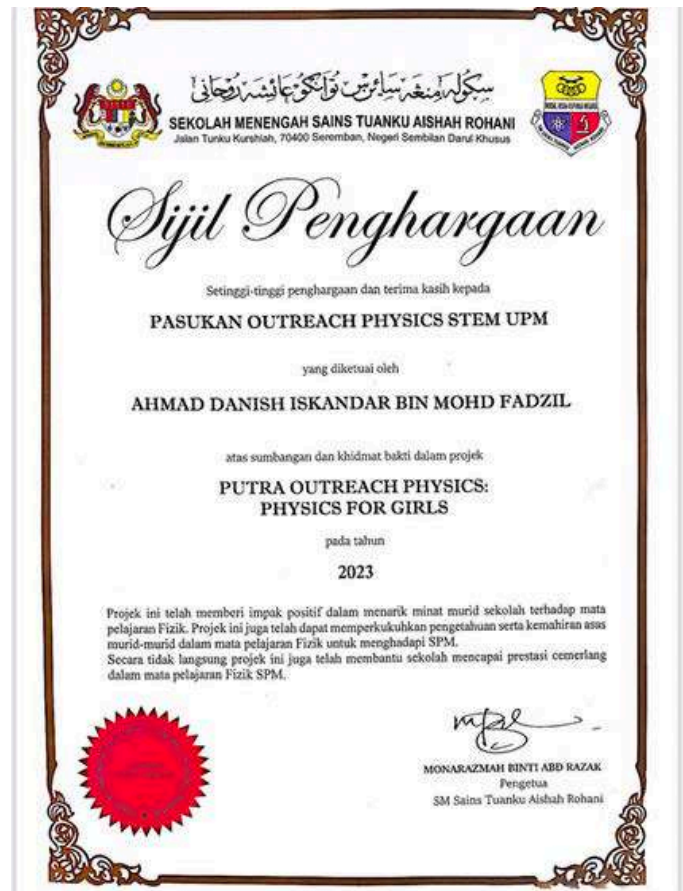 سکوله منڠه ساٽنس توانکو عائشه روحاني
SEKOLAH MENENGAH SAINS TUANKU AISHAH ROHANI
Jalan Tunku Kurshiah, 70400 Seremban, Negeri Sembilan Darul Khusus
Sijil Penghargaan
Setinggi-tinggi penghargaan dan terima kasih kepada
PASUKAN OUTREACH PHYSICS STEM UPM
yang diketuai oleh
AHMAD DANISH ISKANDAR BIN MOHD FADZIL
atas sumbangan dan khidmat bakti dalam projek
PUTRA OUTREACH PHYSICS:
PHYSICS FOR GIRLS
pada tahun
2023
Projek ini telah memberi impak positif dalam menarik minat murid sekolah terhadap mata
pelajaran Fizik. Projek ini juga telah dapat memperkukuhkan pengetahuan serta kemahiran asas
murid-murid dalam mata pelajaran Fizik untuk menghadapi SPM.
Secara tidak langsung projek ini juga telah membantu sekolah mencapai prestasi cemerlang
dalam mata pelajaran Fizik SPM.
MONARAZMAH BINTI ABD RAZAK
Pengetua
SM Sains Tuanku Aishah Rohani